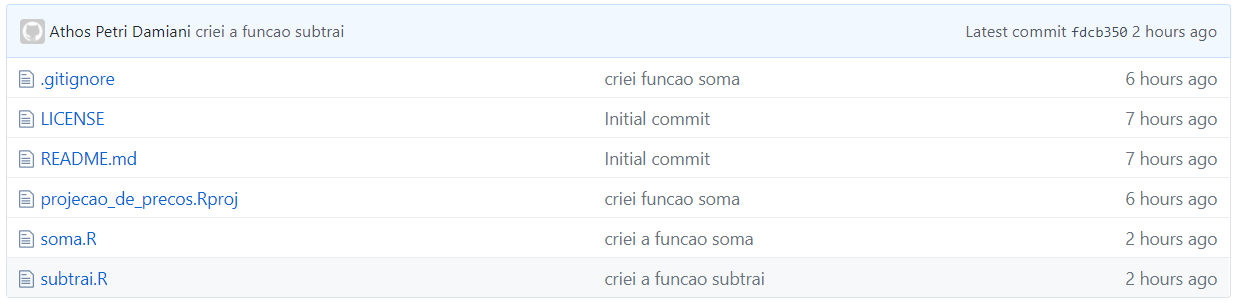 Athos Petri Damiani criei a funcao subtrai Latest commit fdcb350 2 hours ago
.gitignore criei funcao soma 6 hours ago
LICENSE Initial commit 7 hours ago
README.md Initial commit 7 hours ago
projecao_de_precos.Rproj criei funcao soma 6 hours ago
soma.R criei a funcao soma 2 hours ago
subtrai.R criei a funcao subtrai 2 hours ago